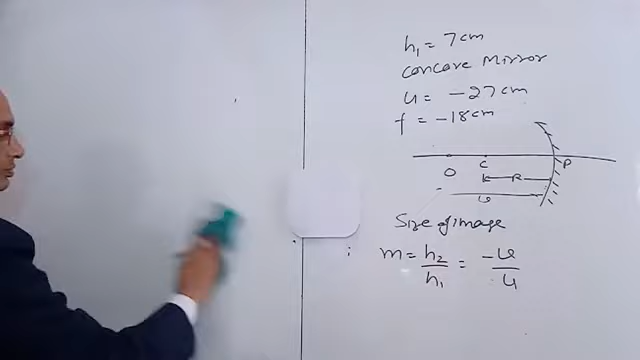 h₁ = 7cm
Concave Mirror
u = -27cm
f = -18cm
O C P
R
v
Size of image
m = h₂/h₁ = -v/u